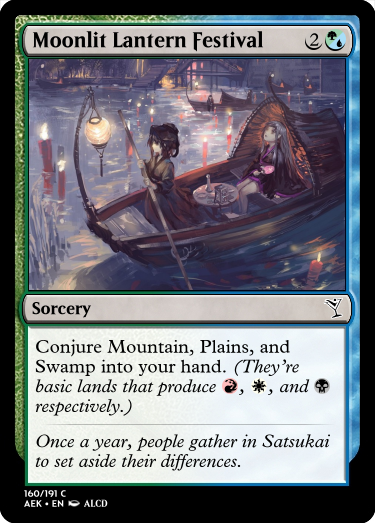 Moonlit Lantern Festival 2
Sorcery
Conjure Mountain, Plains, and
Swamp into your hand. (They're
basic lands that produce , , and
respectively.)
Once a year, people gather in Satsukai
to set aside their differences.
160/191 C
AEK • EN ALCD